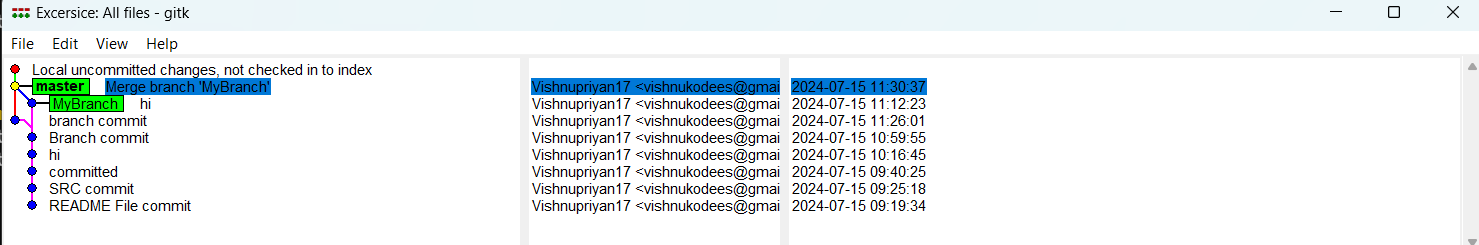 Excersice: All files - gitk
File Edit View Help
Local uncommitted changes, not checked in to index
master Merge branch 'MyBranch' Vishnupriyan17 <vishnukodees@gmai 2024-07-15 11:30:37
MyBranch hi Vishnupriyan17 <vishnukodees@gmai 2024-07-15 11:12:23
branch commit Vishnupriyan17 <vishnukodees@gmai 2024-07-15 11:26:01
Branch commit Vishnupriyan17 <vishnukodees@gmai 2024-07-15 10:59:55
hi Vishnupriyan17 <vishnukodees@gmai 2024-07-15 10:16:45
committed Vishnupriyan17 <vishnukodees@gmai 2024-07-15 09:40:25
SRC commit Vishnupriyan17 <vishnukodees@gmai 2024-07-15 09:25:18
README File commit Vishnupriyan17 <vishnukodees@gmai 2024-07-15 09:19:34